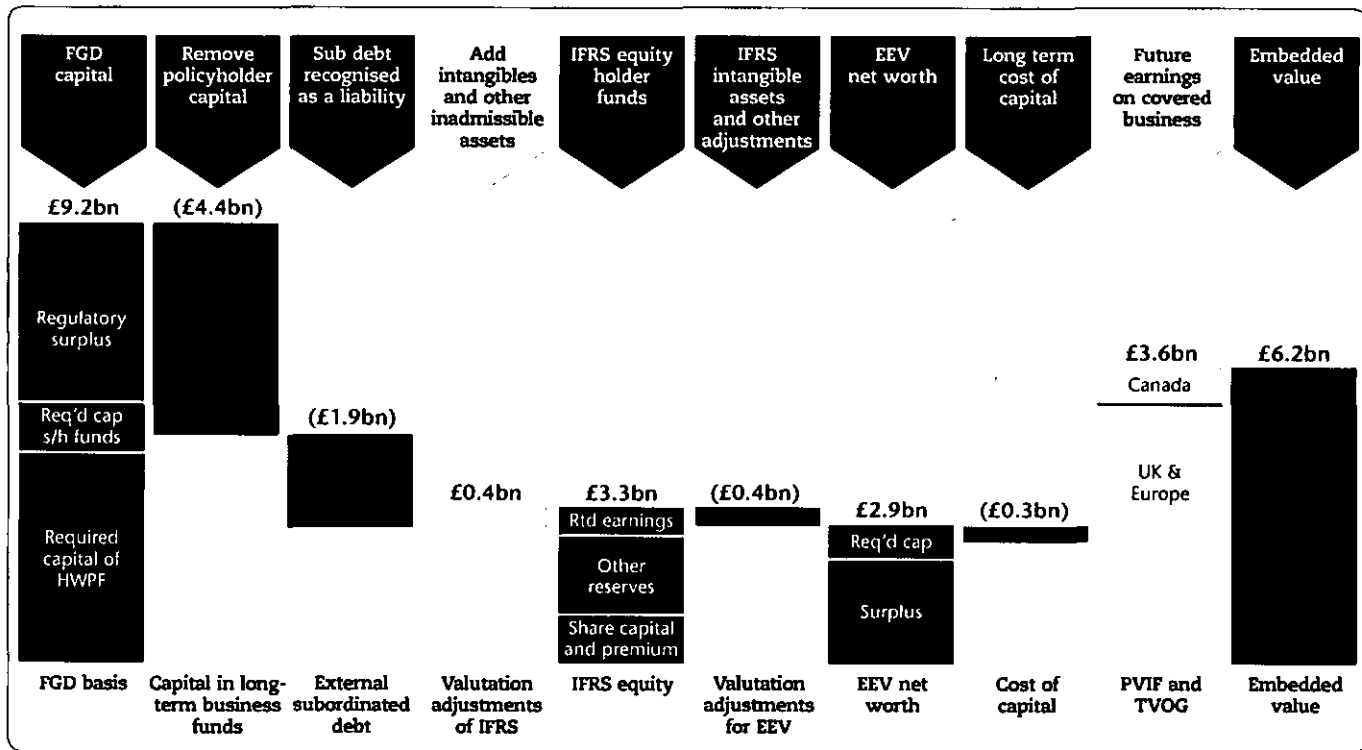 FGD
capital
Remove
policyholder
capital
Sub debt
recognised
as a liability
Add
intangibles
and other
inadmissible
assets
IFRS equity
holder
funds
IFRS
intangible
assets
and other
adjustments
EEV
net worth
Long term
cost of
capital
Future
earnings
on covered
business
Embedded
value
£9.2bn
(£4.4bn)
Regulatory
surplus
Req'd cap
s/h funds
Required
capital of
HWPF
(£1.9bn)
£0.4bn
£3.3bn
Rtd earnings
Other
reserves
Share capital
and premium
(£0.4bn)
£2.9bn
Req'd cap
Surplus
(£0.3bn)
£3.6bn
Canada
UK &
Europe
£6.2bn
FGD basis
Capital in long-
term business
funds
External
subordinated
debt
Valutation
adjustments
of IFRS
IFRS equity
Valutation
adjustments
for EEV
EEV net
worth
Cost of
capital
PVIF and
TVOG
Embedded
value